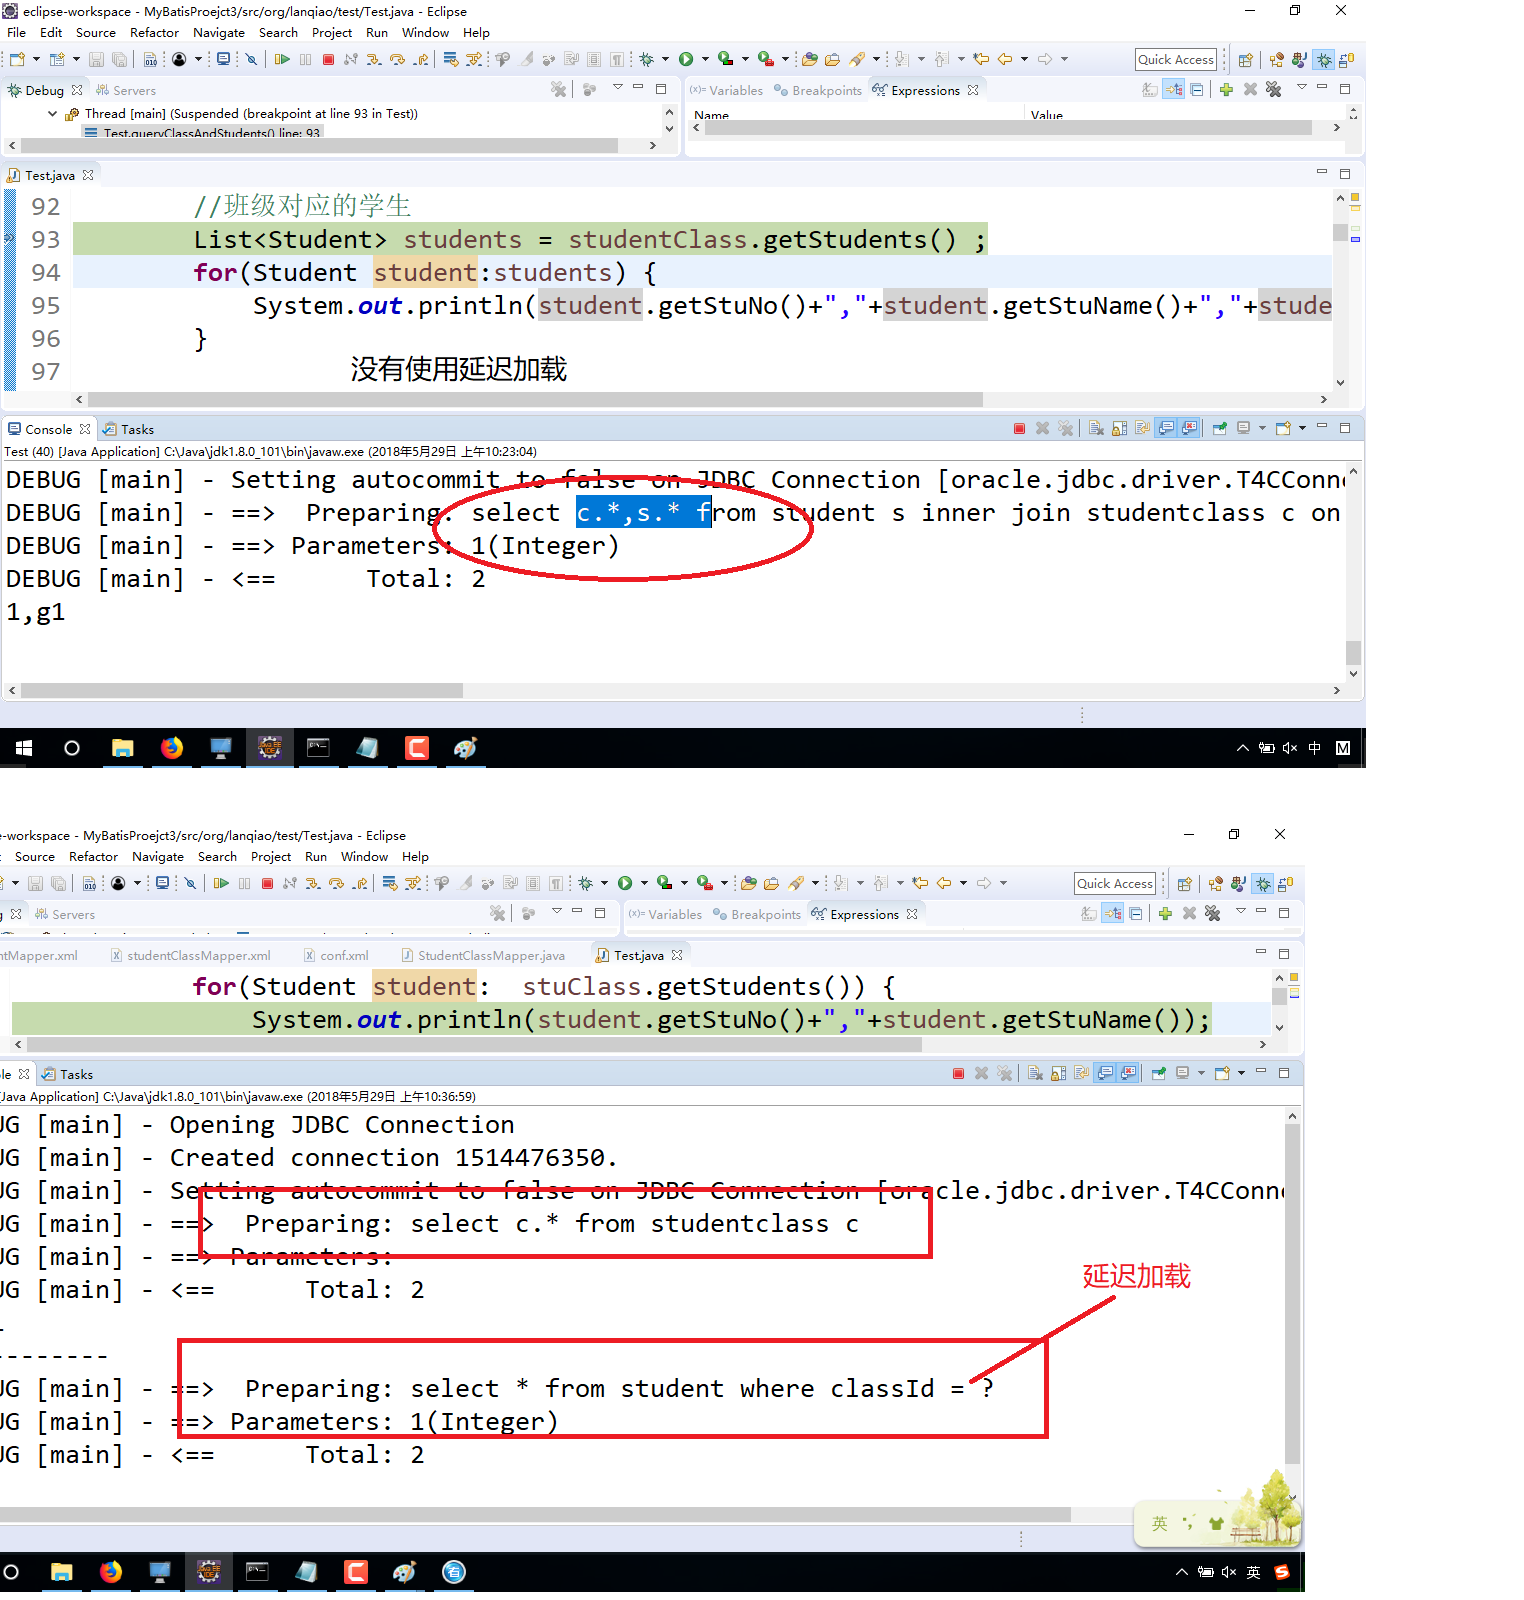 eclipse-workspace - MyBatisProejct3/src/org/lanqiao/test/Test.java - Eclipse
File Edit Source Refactor Navigate Search Project Run Window Help
Quick Access
Debug Servers
(x)= Variables Breakpoints Expressions
Thread [main] (Suspended (breakpoint at line 93 in Test))
Test.queryClassAndStudents() line: 93
Name Value
Test.java
92 //班级对应的学生
93 List<Student> students = studentClass.getStudents() ;
94 for(Student student:students) {
95 System.out.println(student.getStuNo()+","+student.getStuName()+","+stude
96 }
97
没有使用延迟加载
Console Tasks
Test (40) [Java Application] C:\Java\jdk1.8.0_101\bin\javaw.exe (2018年5月29日 上午10:23:04)
DEBUG [main] - Setting autocommit to false on JDBC Connection [oracle.jdbc.driver.T4CConne
DEBUG [main] - ==>  Preparing: select c.*,s.* from student s inner join studentclass c on
DEBUG [main] - ==> Parameters: 1(Integer)
DEBUG [main] - <==      Total: 2
1,g1
中 M
e-workspace - MyBatisProejct3/src/org/lanqiao/test/Test.java - Eclipse
t Source Refactor Navigate Search Project Run Window Help
Quick Access
g Servers
(x)= Variables Breakpoints Expressions
ntMapper.xml studentClassMapper.xml conf.xml StudentClassMapper.java Test.java
for(Student student:  stuClass.getStudents()) {
System.out.println(student.getStuNo()+","+student.getStuName());
le Tasks
[Java Application] C:\Java\jdk1.8.0_101\bin\javaw.exe (2018年5月29日 上午10:36:59)
UG [main] - Opening JDBC Connection
UG [main] - Created connection 1514476350.
UG [main] - Setting autocommit to false on JDBC Connection [oracle.jdbc.driver.T4CConne
UG [main] - ==>  Preparing: select c.* from studentclass c
UG [main] - ==> Parameters:
UG [main] - <==      Total: 2
延迟加载
--------
UG [main] - ==>  Preparing: select * from student where classId = ?
UG [main] - ==> Parameters: 1(Integer)
UG [main] - <==      Total: 2
英
英